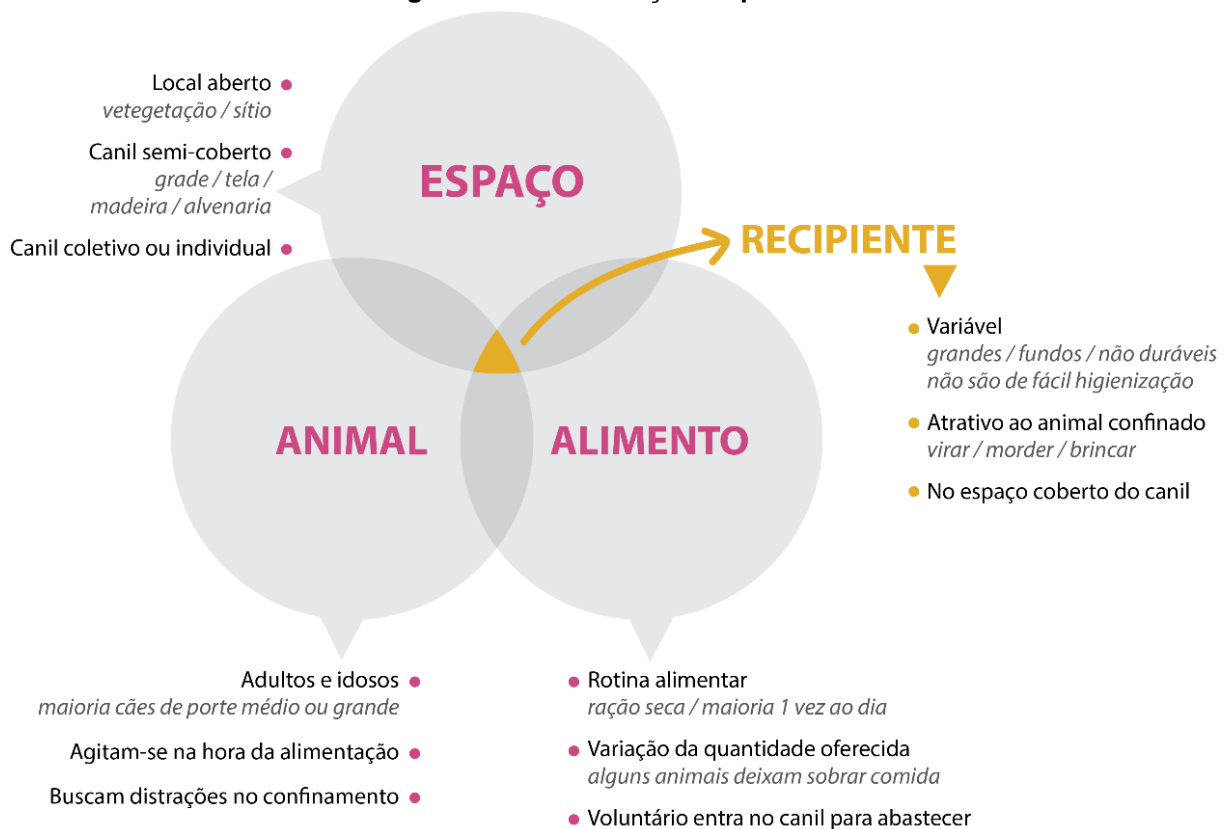 Local aberto
vetegetação / sítio
Canil semi-coberto
grade / tela /
madeira / alvenaria
Canil coletivo ou individual
ESPAÇO
RECIPIENTE
Variável
grandes / fundos / não duráveis
não são de fácil higienização
Atrativo ao animal confinado
virar / morder / brincar
No espaço coberto do canil
ANIMAL
ALIMENTO
Adultos e idosos
maioria cães de porte médio ou grande
Agitam-se na hora da alimentação
Buscam distrações no confinamento
Rotina alimentar
ração seca / maioria 1 vez ao dia
Variação da quantidade oferecida
alguns animais deixam sobrar comida
Voluntário entra no canil para abastecer